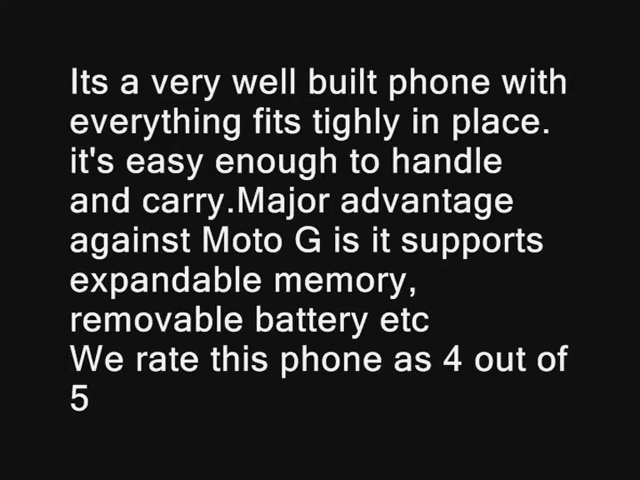 Its a very well built phone with
everything fits tighly in place.
it's easy enough to handle
and carry.Major advantage
against Moto G is it supports
expandable memory,
removable battery etc
We rate this phone as 4 out of
5